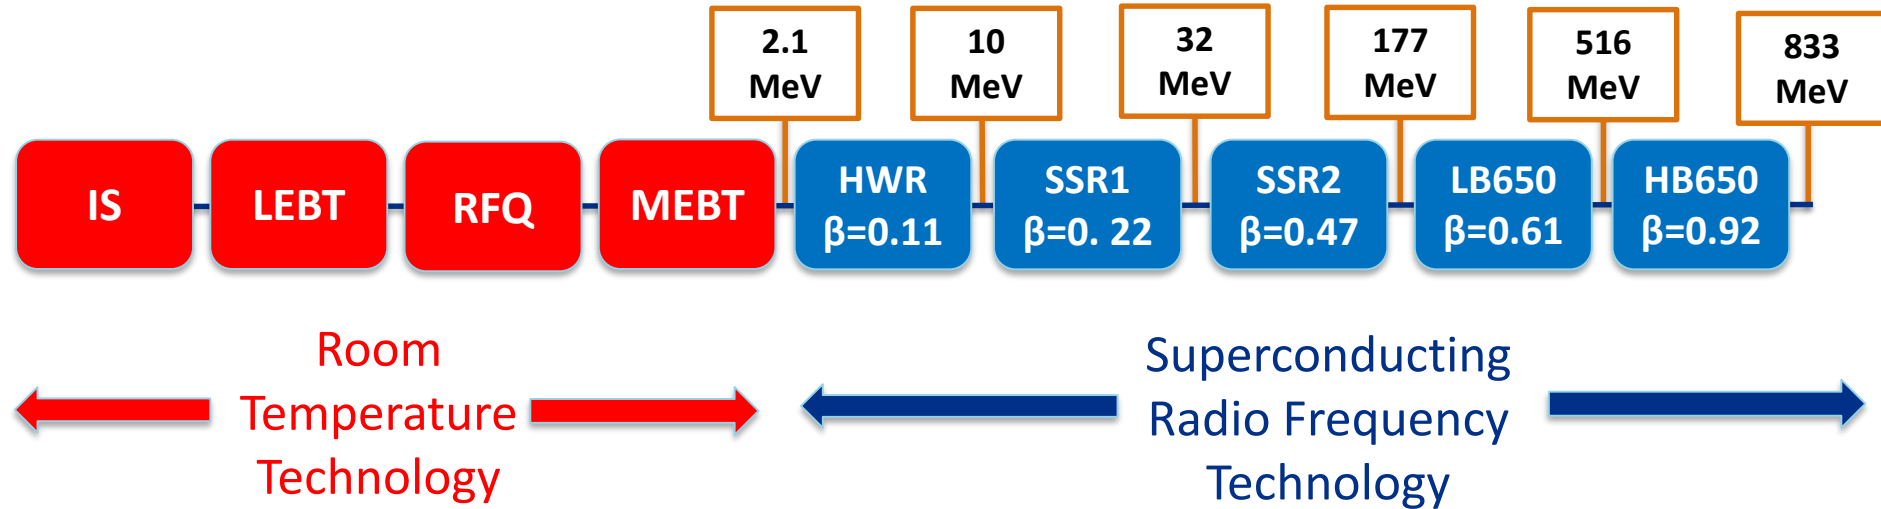 2.1
MeV
10
MeV
32
MeV
177
MeV
516
MeV
833
MeV
IS
LEBT
RFQ
MEBT
HWR
β=0.11
SSR1
β=0. 22
SSR2
β=0.47
LB650
β=0.61
HB650
β=0.92
Room
Temperature
Technology
Superconducting
Radio Frequency
Technology